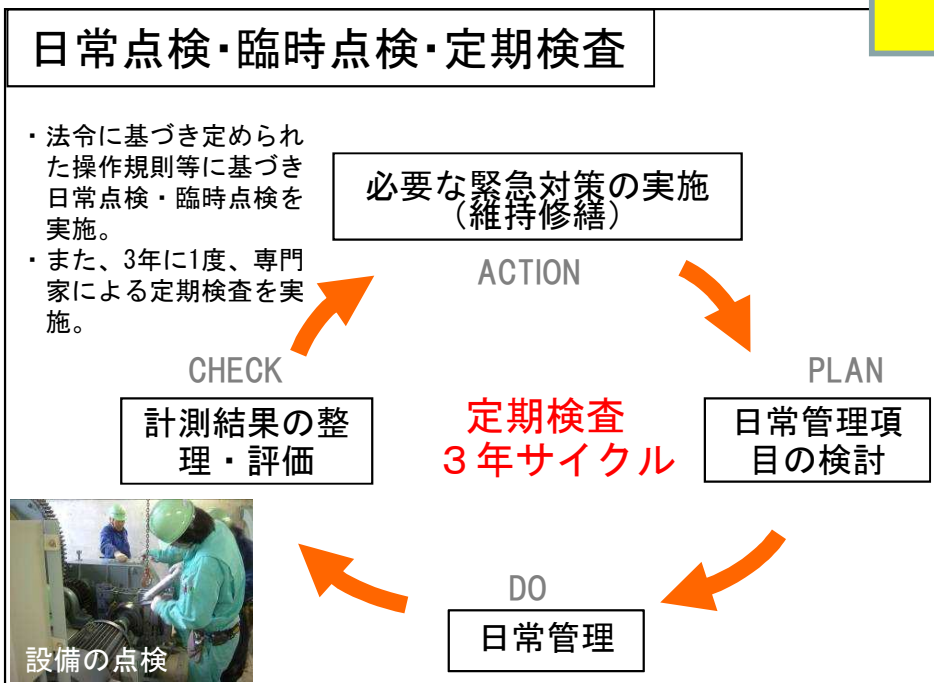 日常点検・臨時点検・定期検査
・法令に基づき定められ
た操作規則等に基づき
日常点検・臨時点検を
実施。
・また、3年に1度、専門
家による定期検査を実
施。
必要な緊急対策の実施
（維持修繕）
ACTION
CHECK
計測結果の整
理・評価
定期検査
３年サイクル
PLAN
日常管理項
目の検討
DO
日常管理
設備の点検